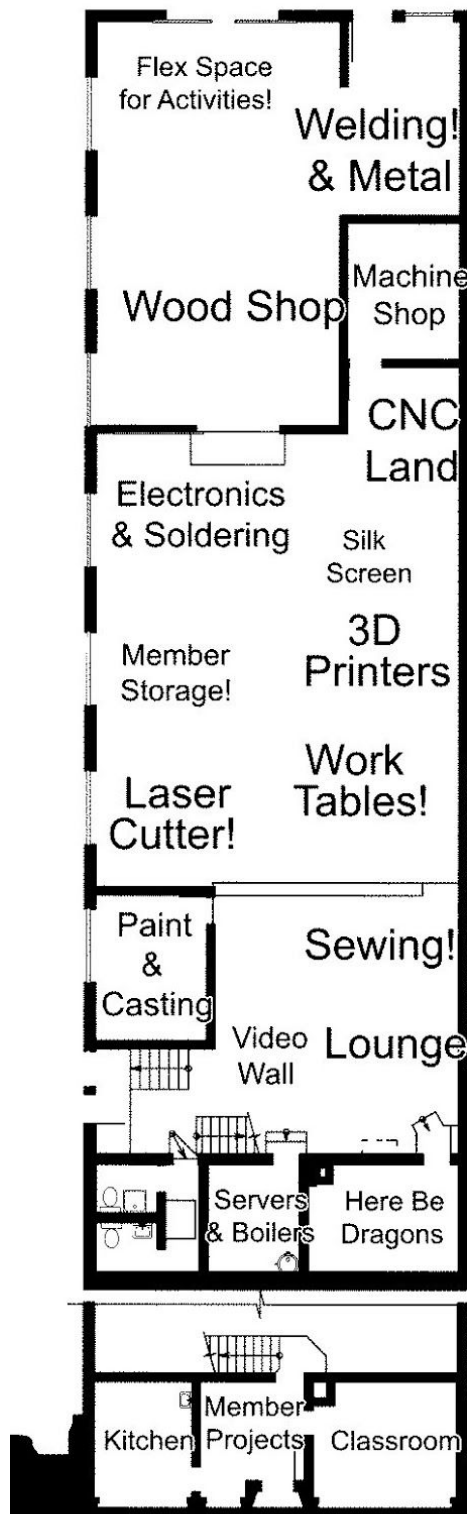 Flex Space
for Activities!
Welding!
& Metal
Machine
Shop
Wood Shop
CNC
Land
Electronics
& Soldering
Silk
Screen
3D
Printers
Member
Storage!
Work
Tables!
Laser
Cutter!
Paint
&
Casting
Sewing!
Lounge
Video
Wall
Servers
& Boilers
Here Be
Dragons
Kitchen
Member
Projects
Classroom